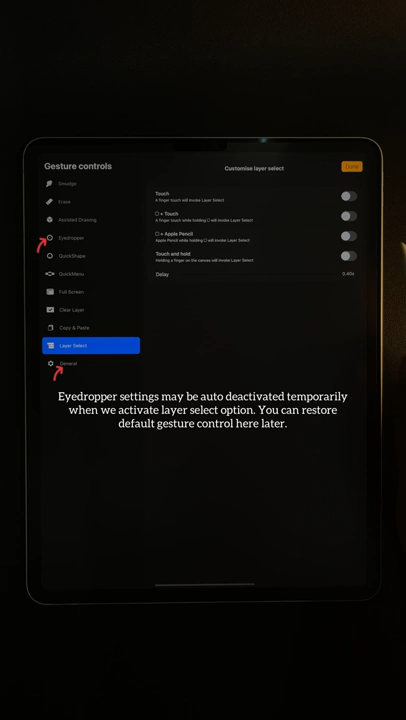 Gesture controls
Customise layer select
Done
Smudge
Erase
Assisted Drawing
Eyedropper
QuickShape
QuickMenu
Full Screen
Clear Layer
Copy & Paste
Layer Select
General
Touch
A finger touch will invoke Layer Select
▢ + Touch
A finger touch while holding ▢ will invoke Layer Select
▢ + Apple Pencil
Apple Pencil while holding ▢ will invoke Layer Select
Touch and hold
Holding a finger on the canvas will invoke Layer Select
Delay
0.40s
Eyedropper settings may be auto deactivated temporarily
when we activate layer select option. You can restore
default gesture control here later.